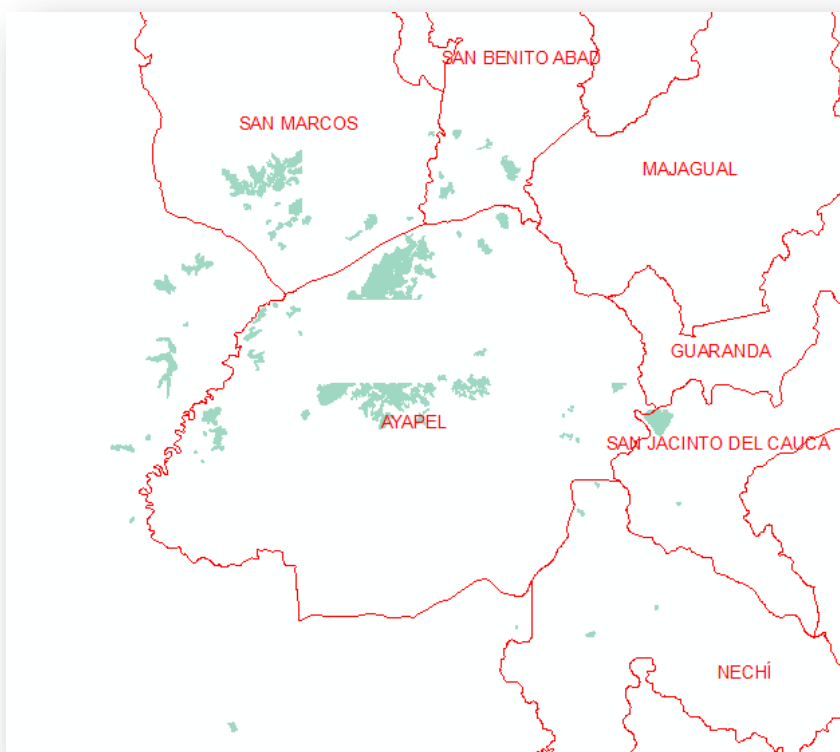 SAN BENITO ABAD
SAN MARCOS
MAJAGUAL
GUARANDA
AYAPEL
SAN JACINTO DEL CAUCA
NECHÍ